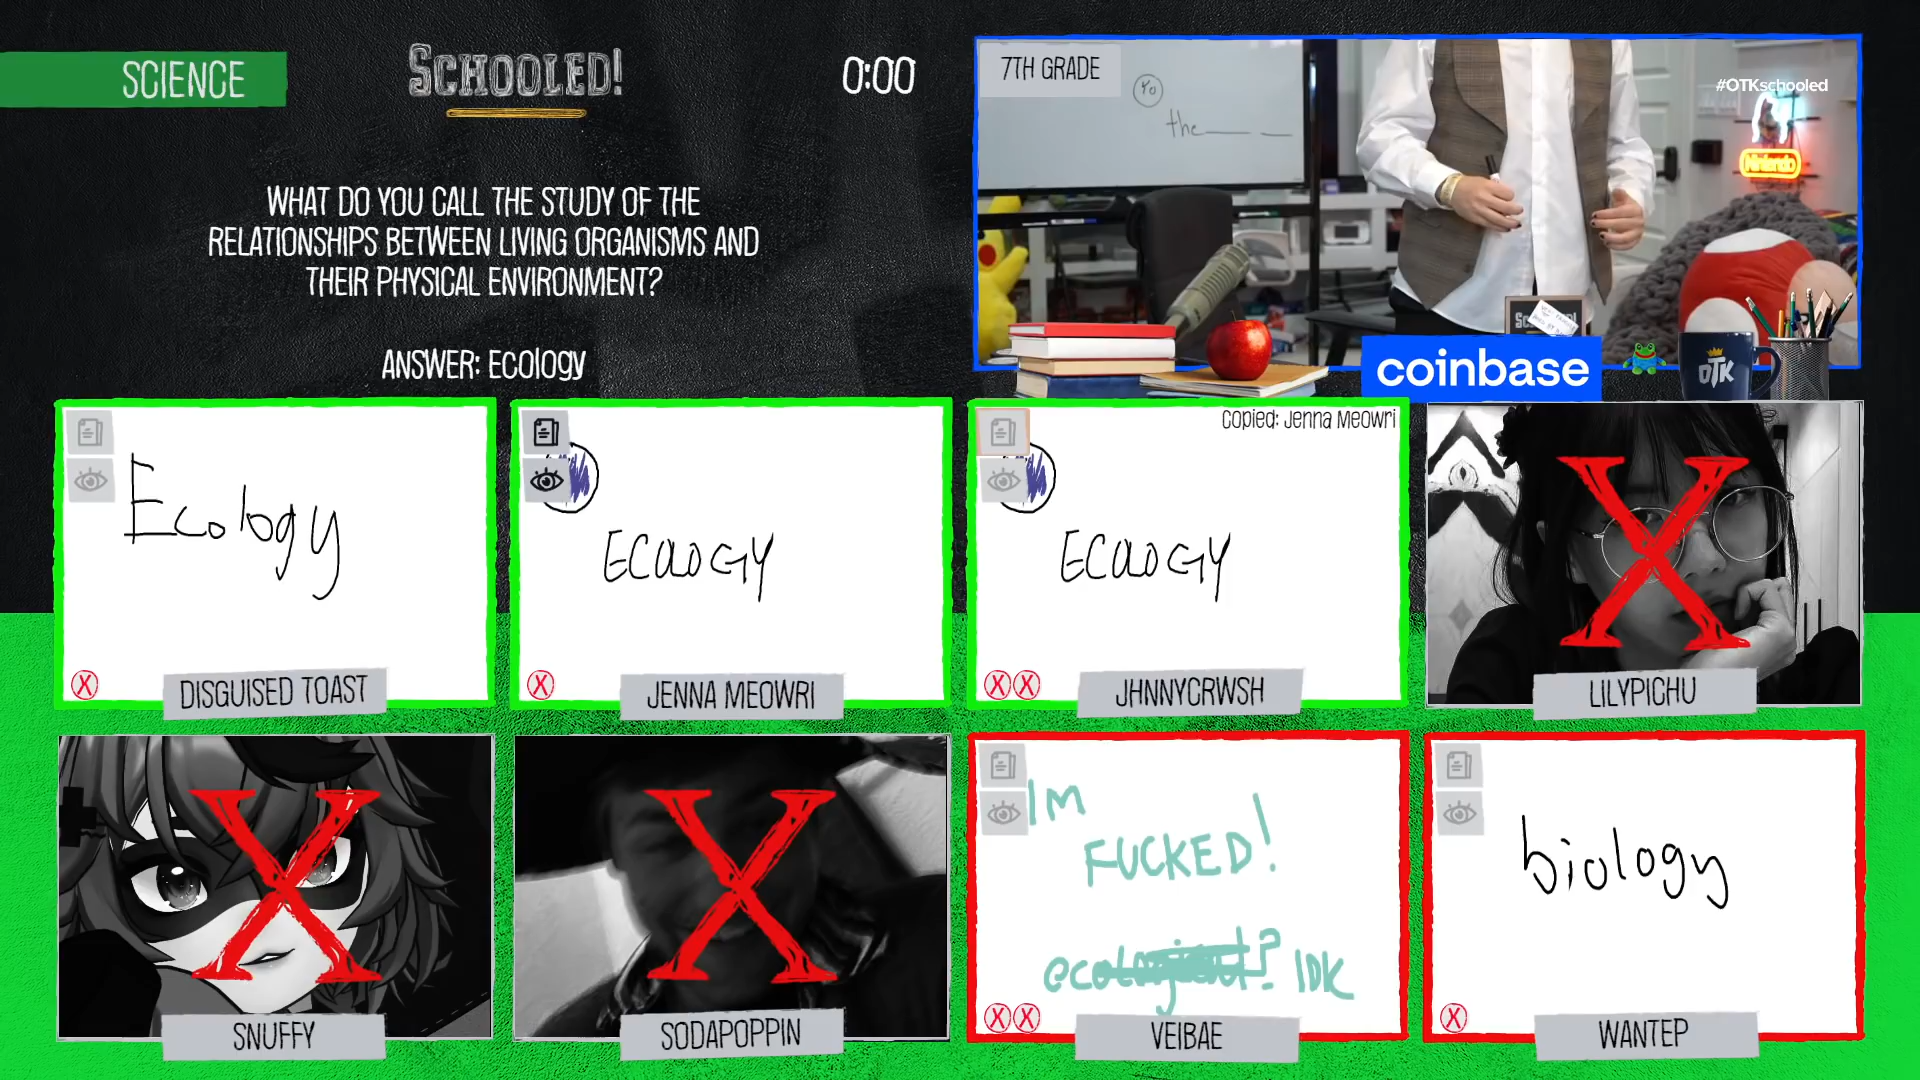 SCIENCE
SCHOOLED!
0:00
WHAT DO YOU CALL THE STUDY OF THE
RELATIONSHIPS BETWEEN LIVING ORGANISMS AND
THEIR PHYSICAL ENVIRONMENT?
ANSWER: Ecology
7TH GRADE
the
#OTKschooled
Nintendo
coinbase
OTK
Ecology
DISGUISED TOAST
ECOLOGY
JENNA MEOWRI
Copied: Jenna Meowri
ECOLOGY
JHNNYCRWSH
X
LILYPICHU
X
SNUFFY
X
SODAPOPPIN
IM
FUCKED!
IDK
VEIBAE
biology
WANTEP